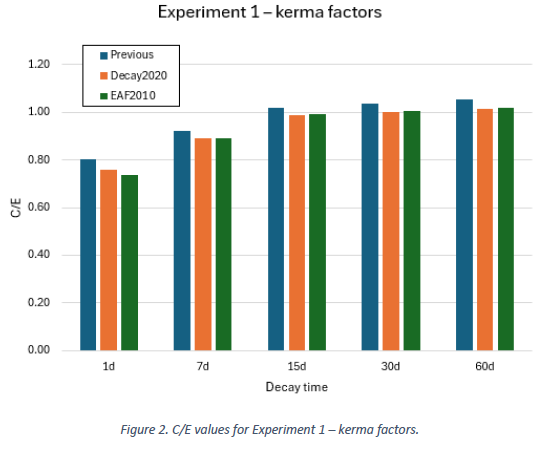 Experiment 1 – kerma factors
Previous
Decay2020
EAF2010
1.20
1.00
0.80
0.60
0.40
0.20
0.00
C/E
1d 7d 15d 30d 60d
Decay time
Figure 2. C/E values for Experiment 1 – kerma factors.